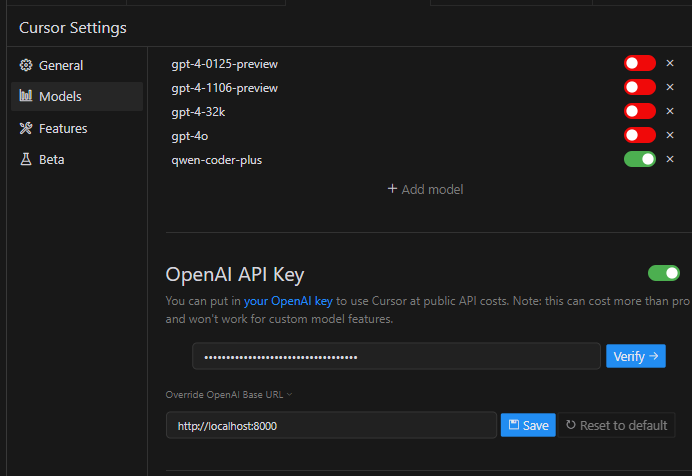 Cursor Settings
General
Models
Features
Beta
gpt-4-0125-preview
gpt-4-1106-preview
gpt-4-32k
gpt-4o
qwen-coder-plus
+ Add model
OpenAI API Key
You can put in your OpenAI key to use Cursor at public API costs. Note: this can cost more than pro
and won't work for custom model features.
Verify →
Override OpenAI Base URL
http://localhost:8000
Save
Reset to default